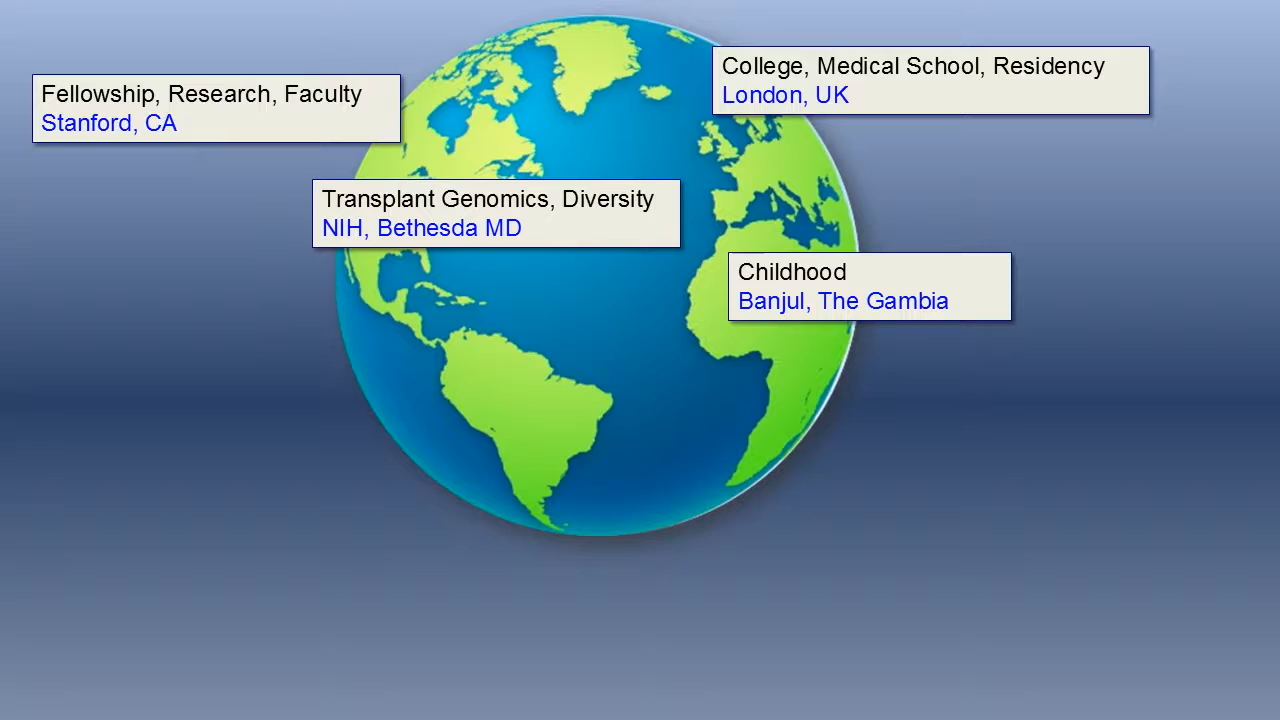 Fellowship, Research, Faculty
Stanford, CA
College, Medical School, Residency
London, UK
Transplant Genomics, Diversity
NIH, Bethesda MD
Childhood
Banjul, The Gambia